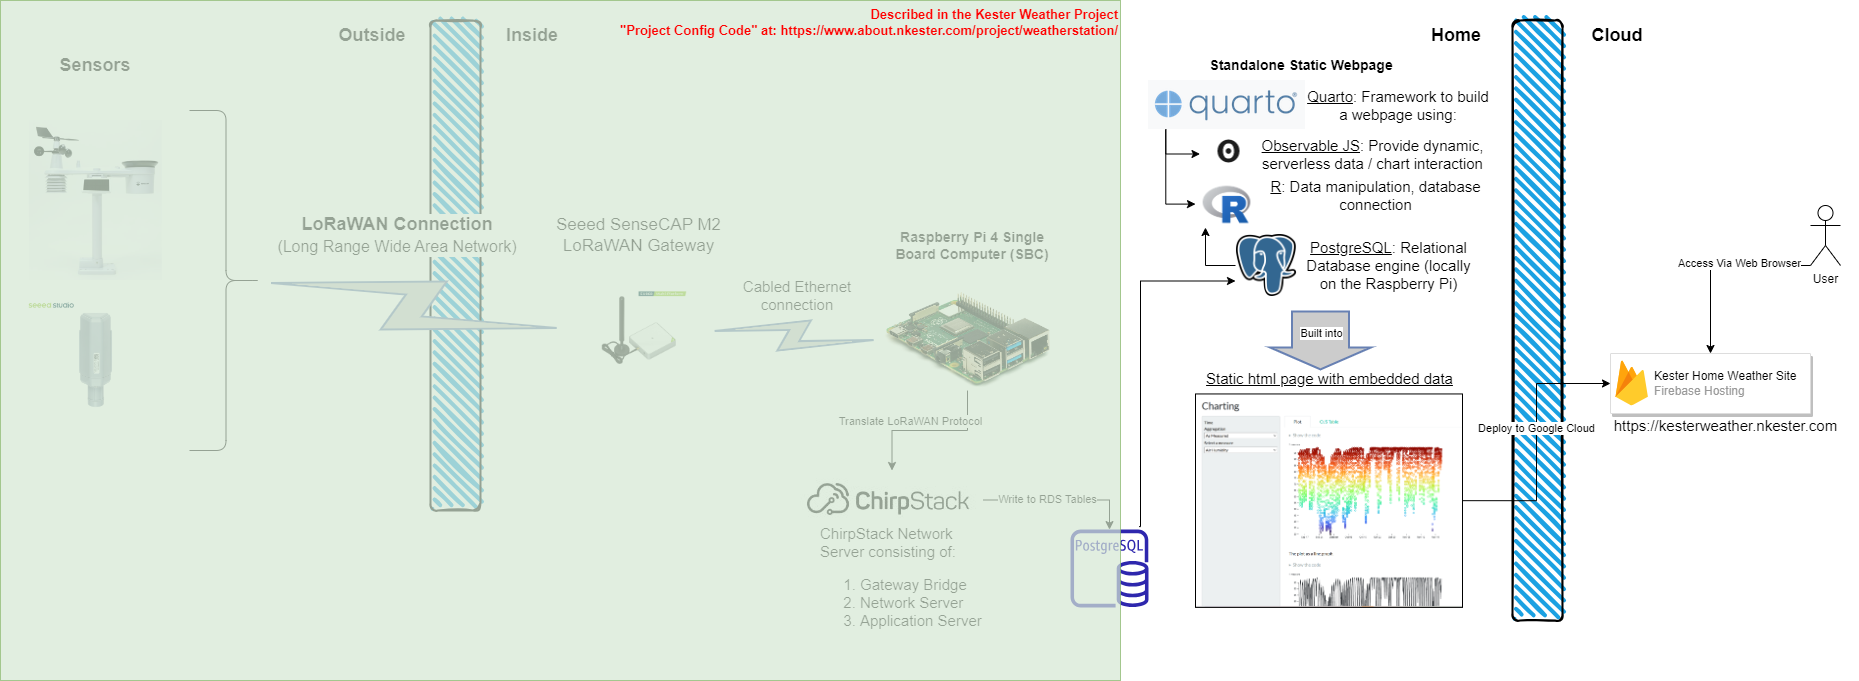 Described in the Kester Weather Project
"Project Config Code" at: https://www.about.nkester.com/project/weatherstation/
Outside
Inside
Sensors
seeed studio
LoRaWAN Connection
(Long Range Wide Area Network)
Seeed SenseCAP M2
LoRaWAN Gateway
Cabled Ethernet
connection
Raspberry Pi 4 Single
Board Computer (SBC)
Translate LoRaWAN Protocol
ChirpStack
Write to RDS Tables
ChirpStack Network
Server consisting of:
1. Gateway Bridge
2. Network Server
3. Application Server
PostgreSQL
Home
Cloud
Standalone Static Webpage
quarto
Quarto: Framework to build
a webpage using:
Observable JS: Provide dynamic,
serverless data / chart interaction
R
R: Data manipulation, database
connection
PostgreSQL: Relational
Database engine (locally
on the Raspberry Pi)
Built into
Static html page with embedded data
Charting
Plot
Deploy to Google Cloud
Access Via Web Browser
User
Kester Home Weather Site
Firebase Hosting
https://kesterweather.nkester.com